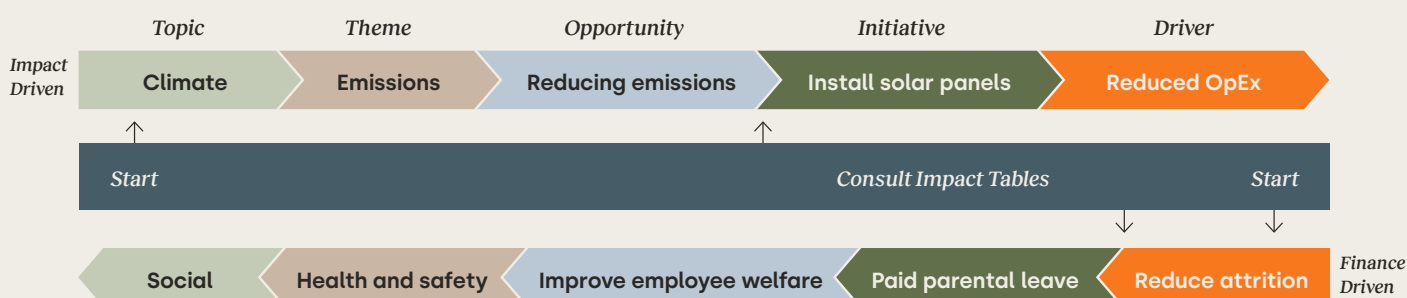 Topic Theme Opportunity Initiative Driver
Impact
Driven
Climate Emissions Reducing emissions Install solar panels Reduced OpEx
Start Consult Impact Tables Start
Social Health and safety Improve employee welfare Paid parental leave Reduce attrition
Finance
Driven